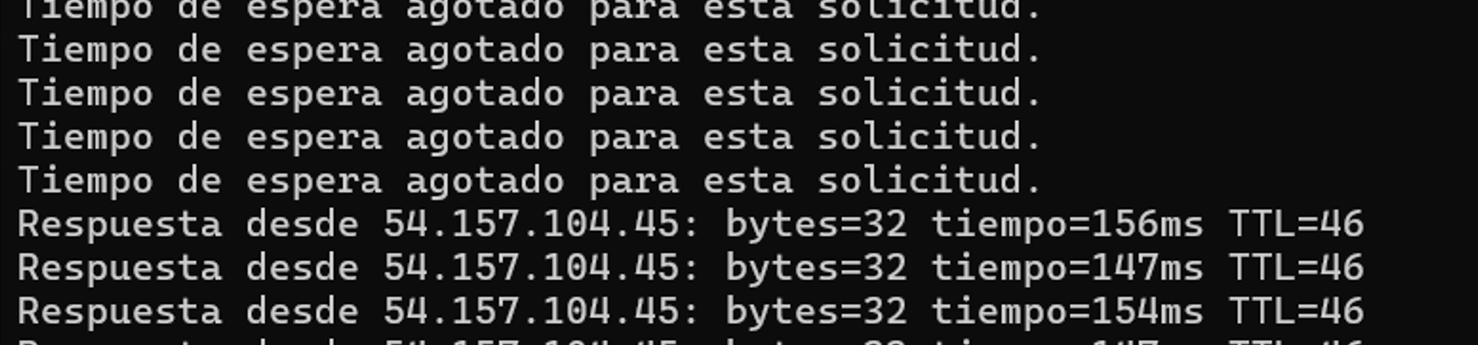 Tiempo de espera agotado para esta solicitud.
Tiempo de espera agotado para esta solicitud.
Tiempo de espera agotado para esta solicitud.
Tiempo de espera agotado para esta solicitud.
Tiempo de espera agotado para esta solicitud.
Respuesta desde 54.157.104.45: bytes=32 tiempo=156ms TTL=46
Respuesta desde 54.157.104.45: bytes=32 tiempo=147ms TTL=46
Respuesta desde 54.157.104.45: bytes=32 tiempo=154ms TTL=46